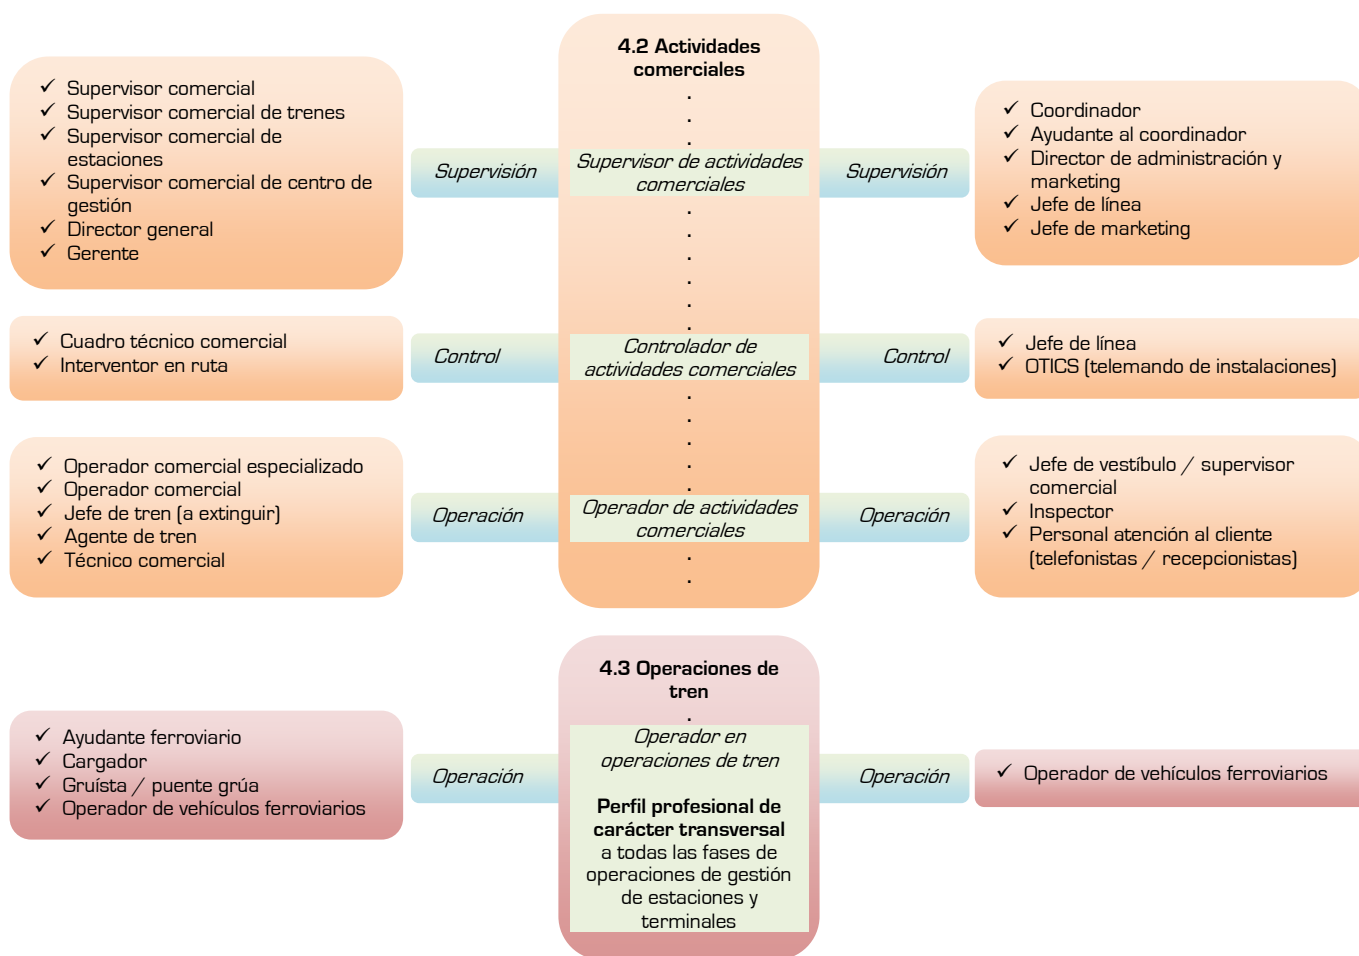 4.2 Actividades
comerciales
.
.
.
✓ Supervisor comercial
✓ Supervisor comercial de trenes
✓ Supervisor comercial de
estaciones
✓ Supervisor comercial de centro de
gestión
✓ Director general
✓ Gerente
Supervisión
Supervisor de actividades
comerciales
Supervisión
✓ Coordinador
✓ Ayudante al coordinador
✓ Director de administración y
marketing
✓ Jefe de línea
✓ Jefe de marketing
.
.
.
.
.
.
✓ Cuadro técnico comercial
✓ Interventor en ruta
Control
Controlador de
actividades comerciales
Control
✓ Jefe de línea
✓ OTICS (telemando de instalaciones)
.
.
.
.
.
✓ Operador comercial especializado
✓ Operador comercial
✓ Jefe de tren (a extinguir)
✓ Agente de tren
✓ Técnico comercial
Operación
Operador de actividades
comerciales
Operación
✓ Jefe de vestíbulo / supervisor
comercial
✓ Inspector
✓ Personal atención al cliente
(telefonistas / recepcionistas)
.
.
4.3 Operaciones de
tren
.
✓ Ayudante ferroviario
✓ Cargador
✓ Gruísta / puente grúa
✓ Operador de vehículos ferroviarios
Operación
Operador en
operaciones de tren
Perfil profesional de
carácter transversal
a todas las fases de
operaciones de gestión
de estaciones y
terminales
Operación
✓ Operador de vehículos ferroviarios